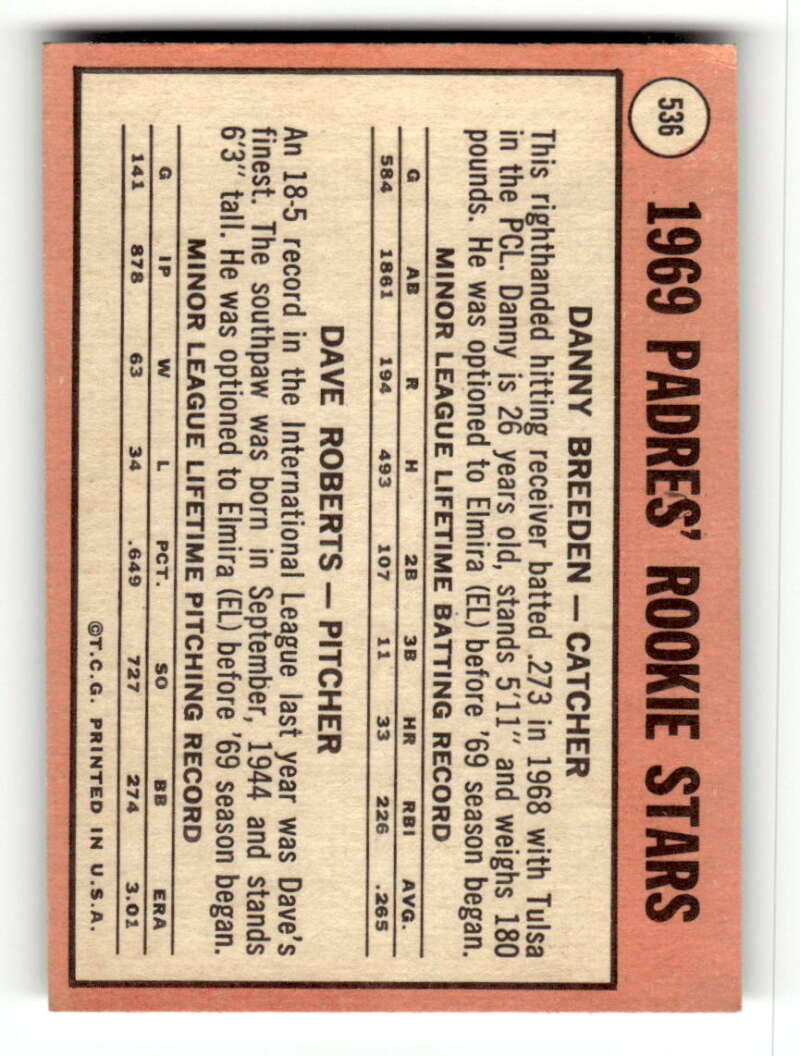 536
1969 PADRES' ROOKIE STARS
DANNY BREEDEN — CATCHER
This righthanded hitting receiver batted .273 in 1968 with Tulsa
in the PCL. Danny is 26 years old, stands 5'11" and weighs 180
pounds. He was optioned to Elmira (EL) before '69 season began.
MINOR LEAGUE LIFETIME BATTING RECORD
G AB R H 2B 3B HR RBI AVG.
584 1861 194 493 107 11 33 226 .265
DAVE ROBERTS — PITCHER
An 18-5 record in the International League last year was Dave's
finest. The southpaw was born in September, 1944 and stands
6'3" tall. He was optioned to Elmira (EL) before '69 season began.
MINOR LEAGUE LIFETIME PITCHING RECORD
G IP W L PCT. SO BB ERA
141 878 63 34 .649 727 274 3.01
©T.C.G. PRINTED IN U.S.A.